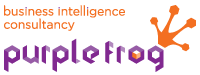 business intelligence
consultancy
purplefrog